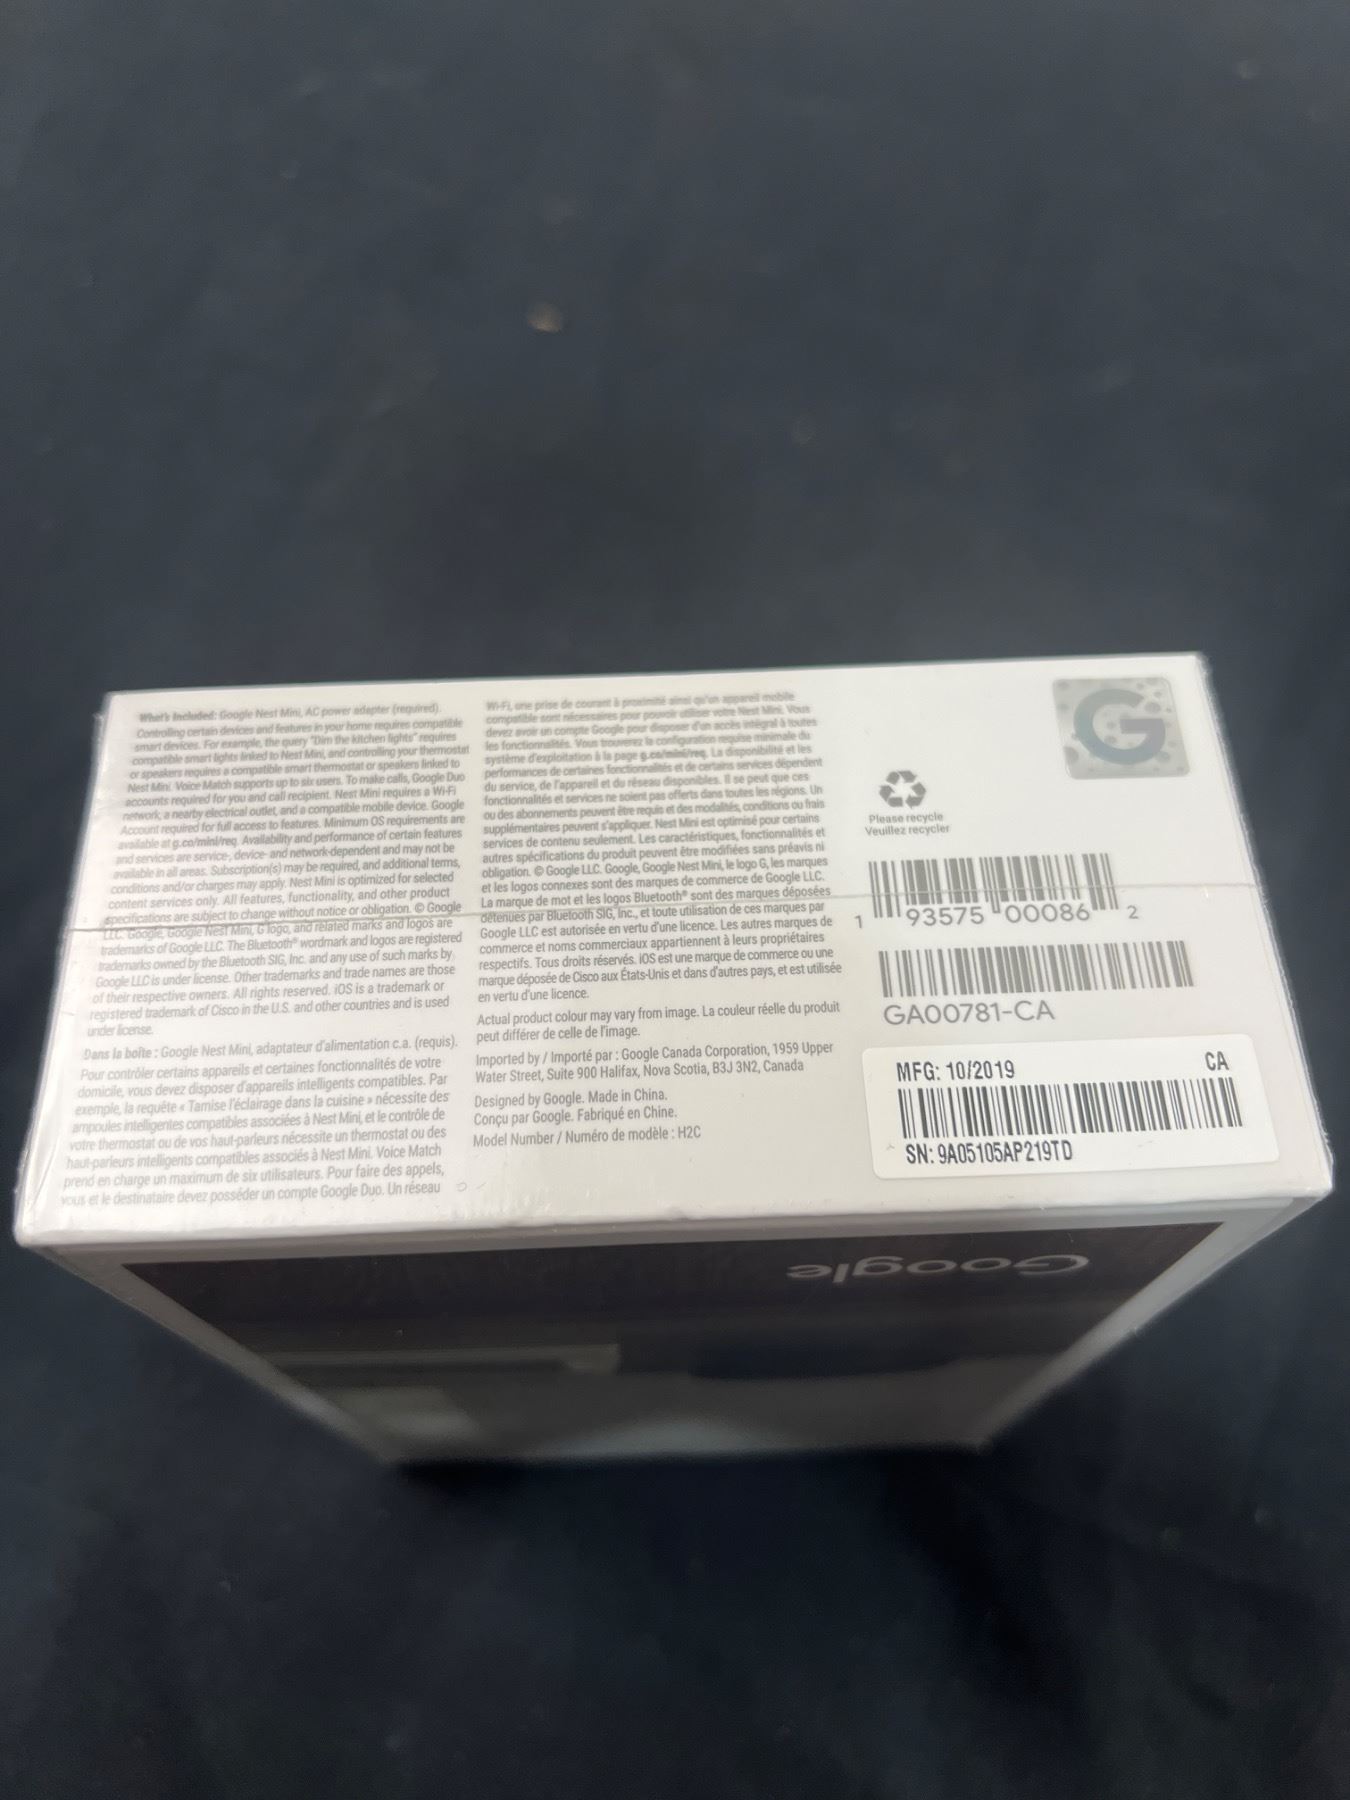 What's Included: Google Nest Mini, AC power adapter (required).
Controlling certain devices and features in your home requires compatible
smart devices. For example, the query "Dim the kitchen lights" requires
compatible smart lights linked to Nest Mini, and controlling your thermostat
or speakers requires a compatible smart thermostat or speakers linked to
Nest Mini. Voice Match supports up to six users. To make calls, Google Duo
accounts required for you and call recipient. Nest Mini requires a Wi-Fi
network, a nearby electrical outlet, and a compatible mobile device. Google
Account required for full access to features. Minimum OS requirements are
available at g.co/mini/req. Availability and performance of certain features
and services are service-, device- and network-dependent and may not be
available in all areas. Subscription(s) may be required, and additional terms,
conditions and/or charges may apply. Nest Mini is optimized for selected
content services only. All features, functionality, and other product
specifications are subject to change without notice or obligation. © Google
LLC. Google, Google Nest Mini, G logo, and related marks and logos are
trademarks of Google LLC. The Bluetooth® wordmark and logos are registered
trademarks owned by the Bluetooth SIG, Inc. and any use of such marks by
Google LLC is under license. Other trademarks and trade names are those
of their respective owners. All rights reserved. iOS is a trademark or
registered trademark of Cisco in the U.S. and other countries and is used
under license.
Dans la boîte : Google Nest Mini, adaptateur d'alimentation c.a. (requis).
Pour contrôler certains appareils et certaines fonctionnalités de votre
domicile, vous devez disposer d'appareils intelligents compatibles. Par
exemple, la requête « Tamise l'éclairage dans la cuisine » nécessite des
ampoules intelligentes compatibles associées à Nest Mini, et le contrôle de
votre thermostat ou de vos haut-parleurs nécessite un thermostat ou des
haut-parleurs intelligents compatibles associés à Nest Mini. Voice Match
prend en charge un maximum de six utilisateurs. Pour faire des appels,
vous et le destinataire devez posséder un compte Google Duo. Un réseau
Wi-Fi, une prise de courant à proximité ainsi qu'un appareil mobile
compatible sont nécessaires pour pouvoir utiliser votre Nest Mini. Vous
devez avoir un compte Google pour disposer d'un accès intégral à toutes
les fonctionnalités. Vous trouverez la configuration requise minimale du
système d'exploitation à la page g.co/mini/req. La disponibilité et les
performances de certaines fonctionnalités et de certains services dépendent
du service, de l'appareil et du réseau disponibles. Il se peut que ces
fonctionnalités et services ne soient pas offerts dans toutes les régions. Un
ou des abonnements peuvent être requis et des modalités, conditions ou frais
supplémentaires peuvent s'appliquer. Nest Mini est optimisé pour certains
services de contenu seulement. Les caractéristiques, fonctionnalités et
autres spécifications du produit peuvent être modifiées sans préavis ni
obligation. © Google LLC. Google, Google Nest Mini, le logo G, les marques
et les logos connexes sont des marques de commerce de Google LLC.
La marque de mot et les logos Bluetooth® sont des marques déposées
détenues par Bluetooth SIG, Inc., et toute utilisation de ces marques par
Google LLC est autorisée en vertu d'une licence. Les autres marques de
commerce et noms commerciaux appartiennent à leurs propriétaires
respectifs. Tous droits réservés. iOS est une marque de commerce ou une
marque déposée de Cisco aux États-Unis et dans d'autres pays, et est utilisée
en vertu d'une licence.
Actual product colour may vary from image. La couleur réelle du produit
peut différer de celle de l'image.
Imported by / Importé par : Google Canada Corporation, 1959 Upper
Water Street, Suite 900 Halifax, Nova Scotia, B3J 3N2, Canada
Designed by Google. Made in China.
Conçu par Google. Fabriqué en Chine.
Model Number / Numéro de modèle : H2C
G
Please recycle
Veuillez recycler
1 93575 00086 2
GA00781-CA
MFG: 10/2019 CA
SN: 9A05105AP219TD
Google